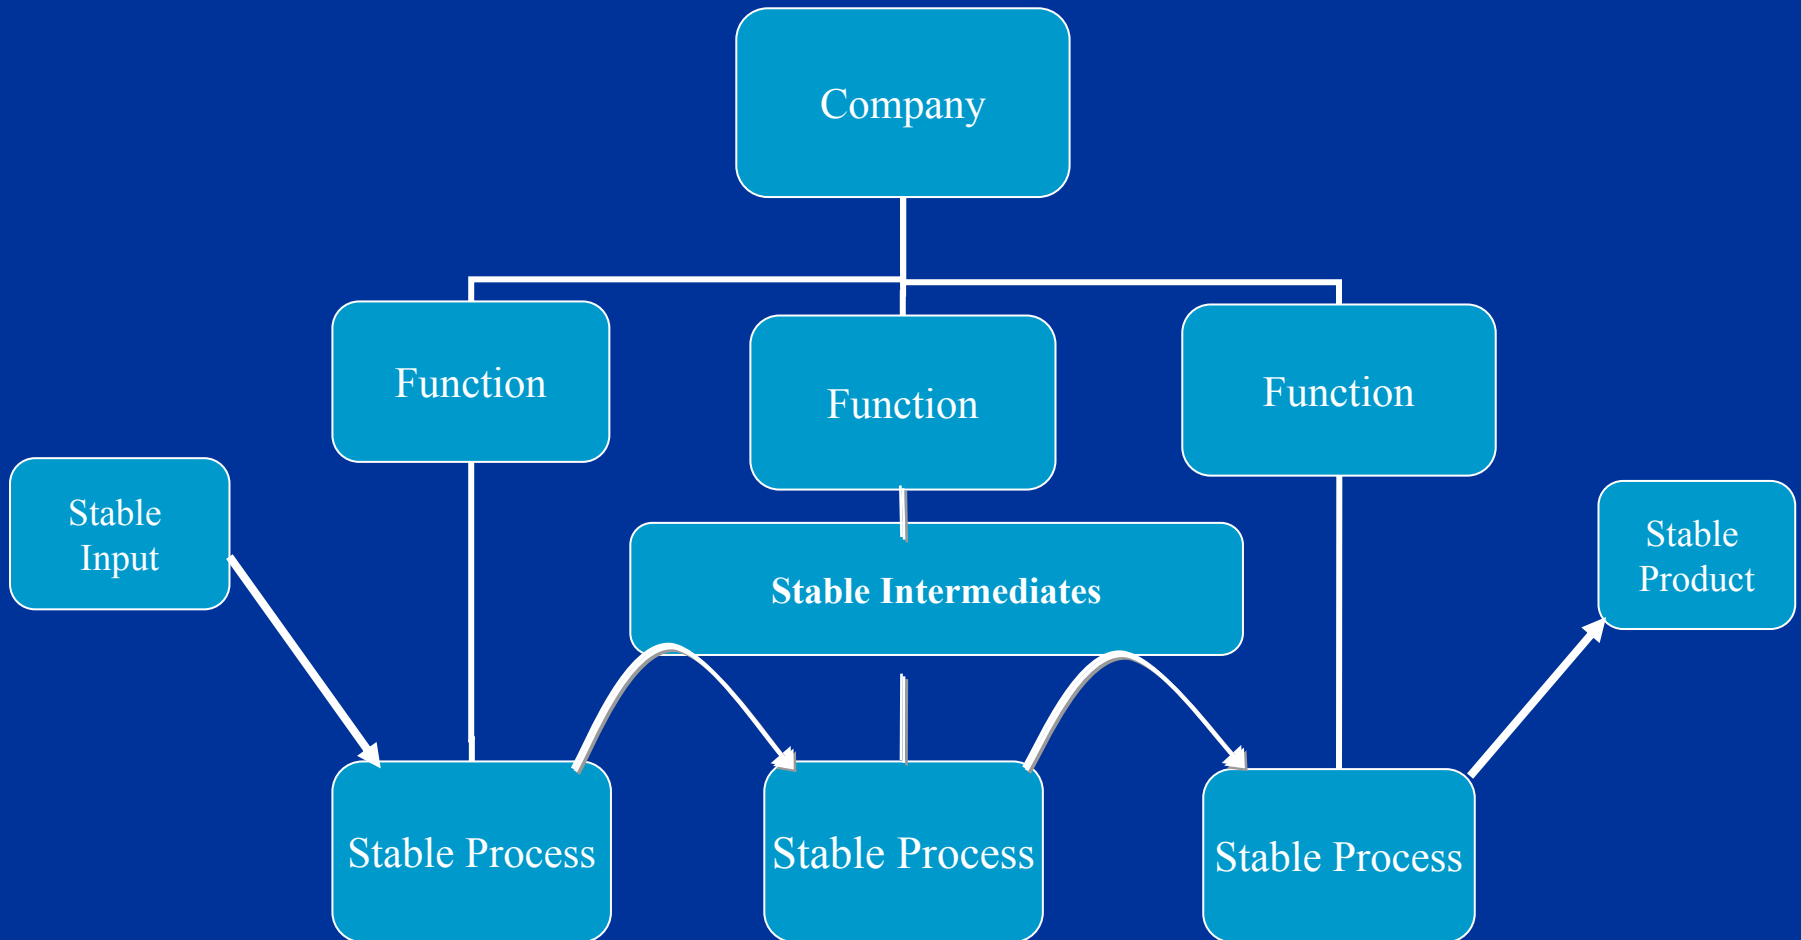 Company
Function
Function
Function
Stable
Input
Stable Intermediates
Stable
Product
Stable Process
Stable Process
Stable Process